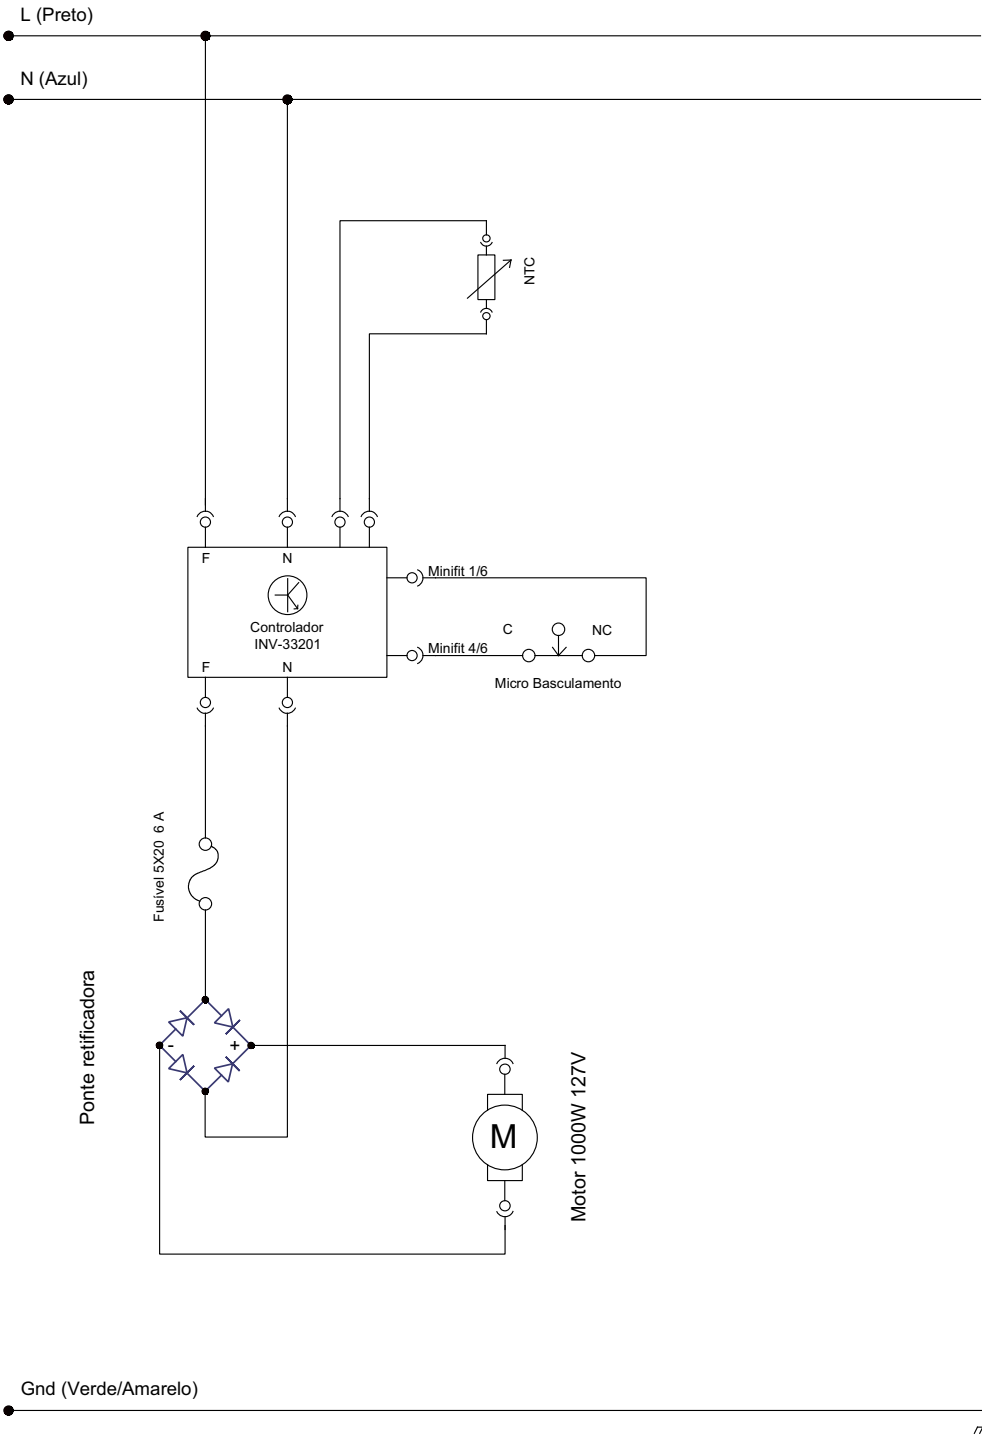 L (Preto)
N (Azul)
NTC
F
N
Minifit 1/6
Controlador
INV-33201
C
NC
Minifit 4/6
F
N
Micro Basculamento
Fusível 5X20 6 A
Ponte retificadora
-
+
M
Motor 1000W 127V
Gnd (Verde/Amarelo)